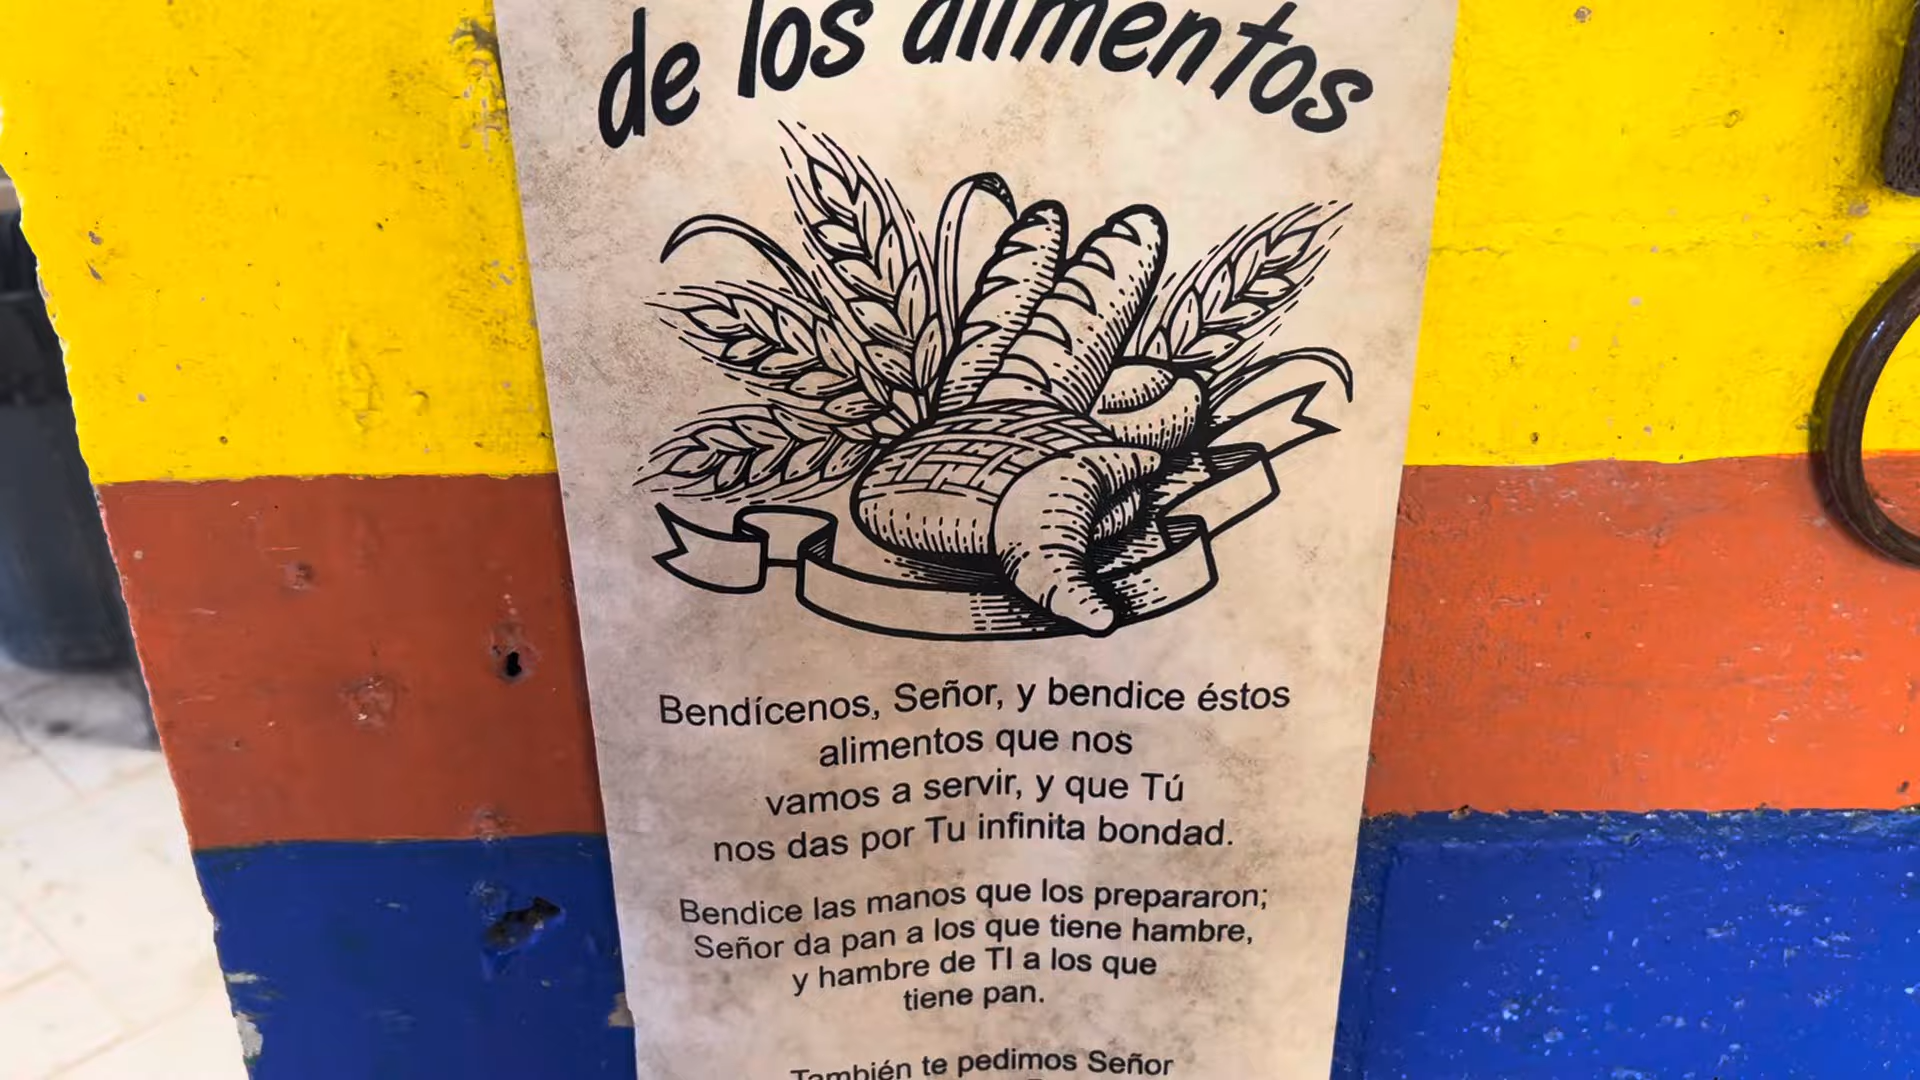 de los alimentos
Bendícenos, Señor, y bendice éstos
alimentos que nos
vamos a servir, y que Tú
nos das por Tu infinita bondad.
Bendice las manos que los prepararon;
Señor da pan a los que tiene hambre,
y hambre de TI a los que
tiene pan.
También te pedimos Señor